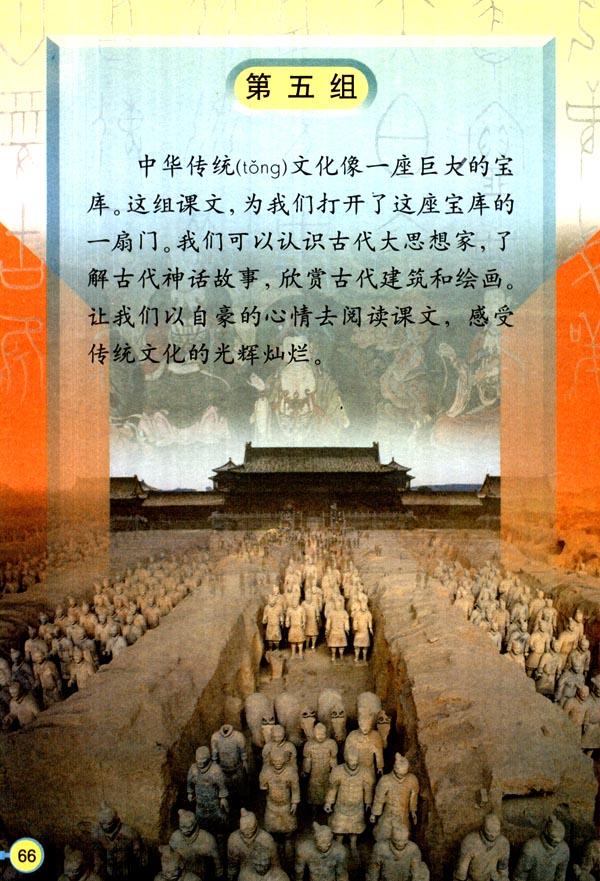 第五组
中华传统(tǒng)文化像一座巨大的宝
库。这组课文，为我们打开了这座宝库的
一扇门。我们可以认识古代大思想家，了
解古代神话故事，欣赏古代建筑和绘画。
让我们以自豪的心情去阅读课文，感受
传统文化的光辉灿烂。
66